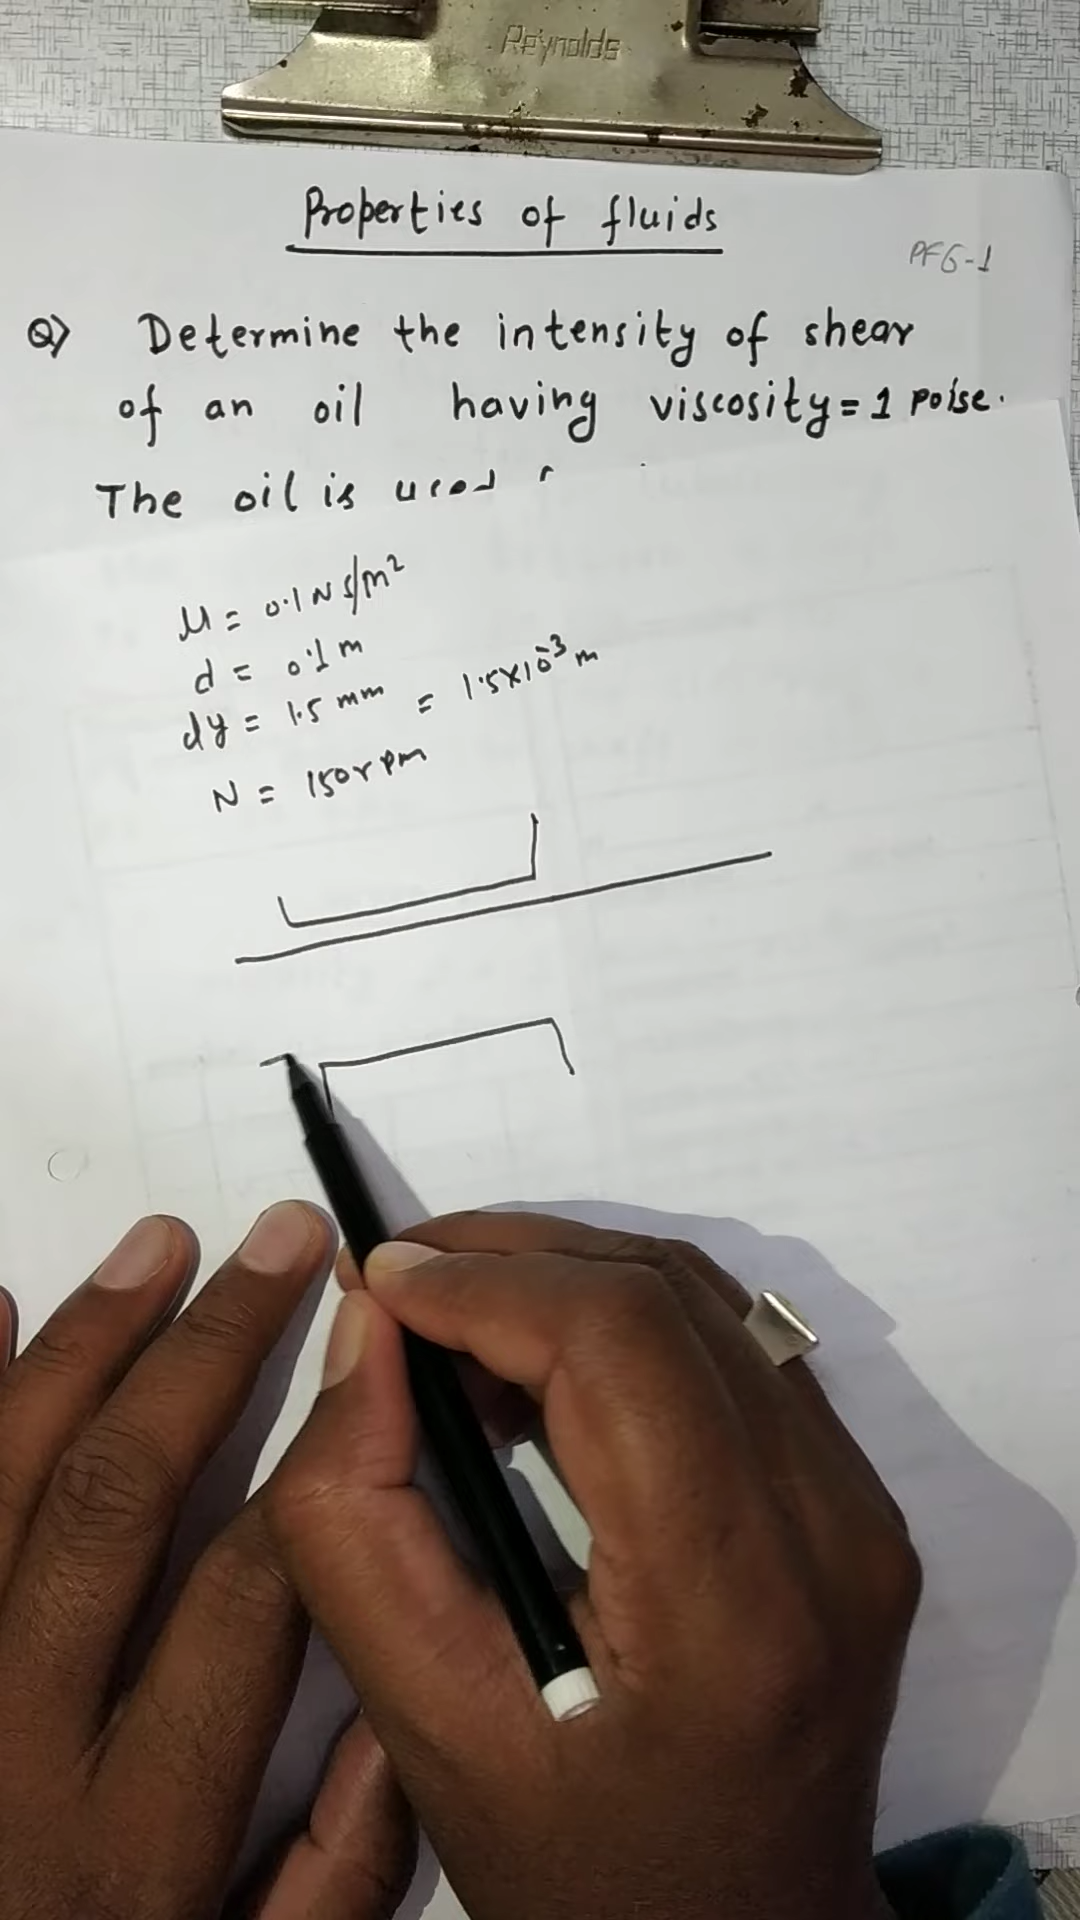 Reynolds
Properties of fluids
PFG-1
Q) Determine the intensity of shear
of an oil having viscosity = 1 poise.
The oil is used
μ = 0.1 N s/m²
d = 0.1 m
dy = 1.5 mm = 1.5×10⁻³ m
N = 150 rpm